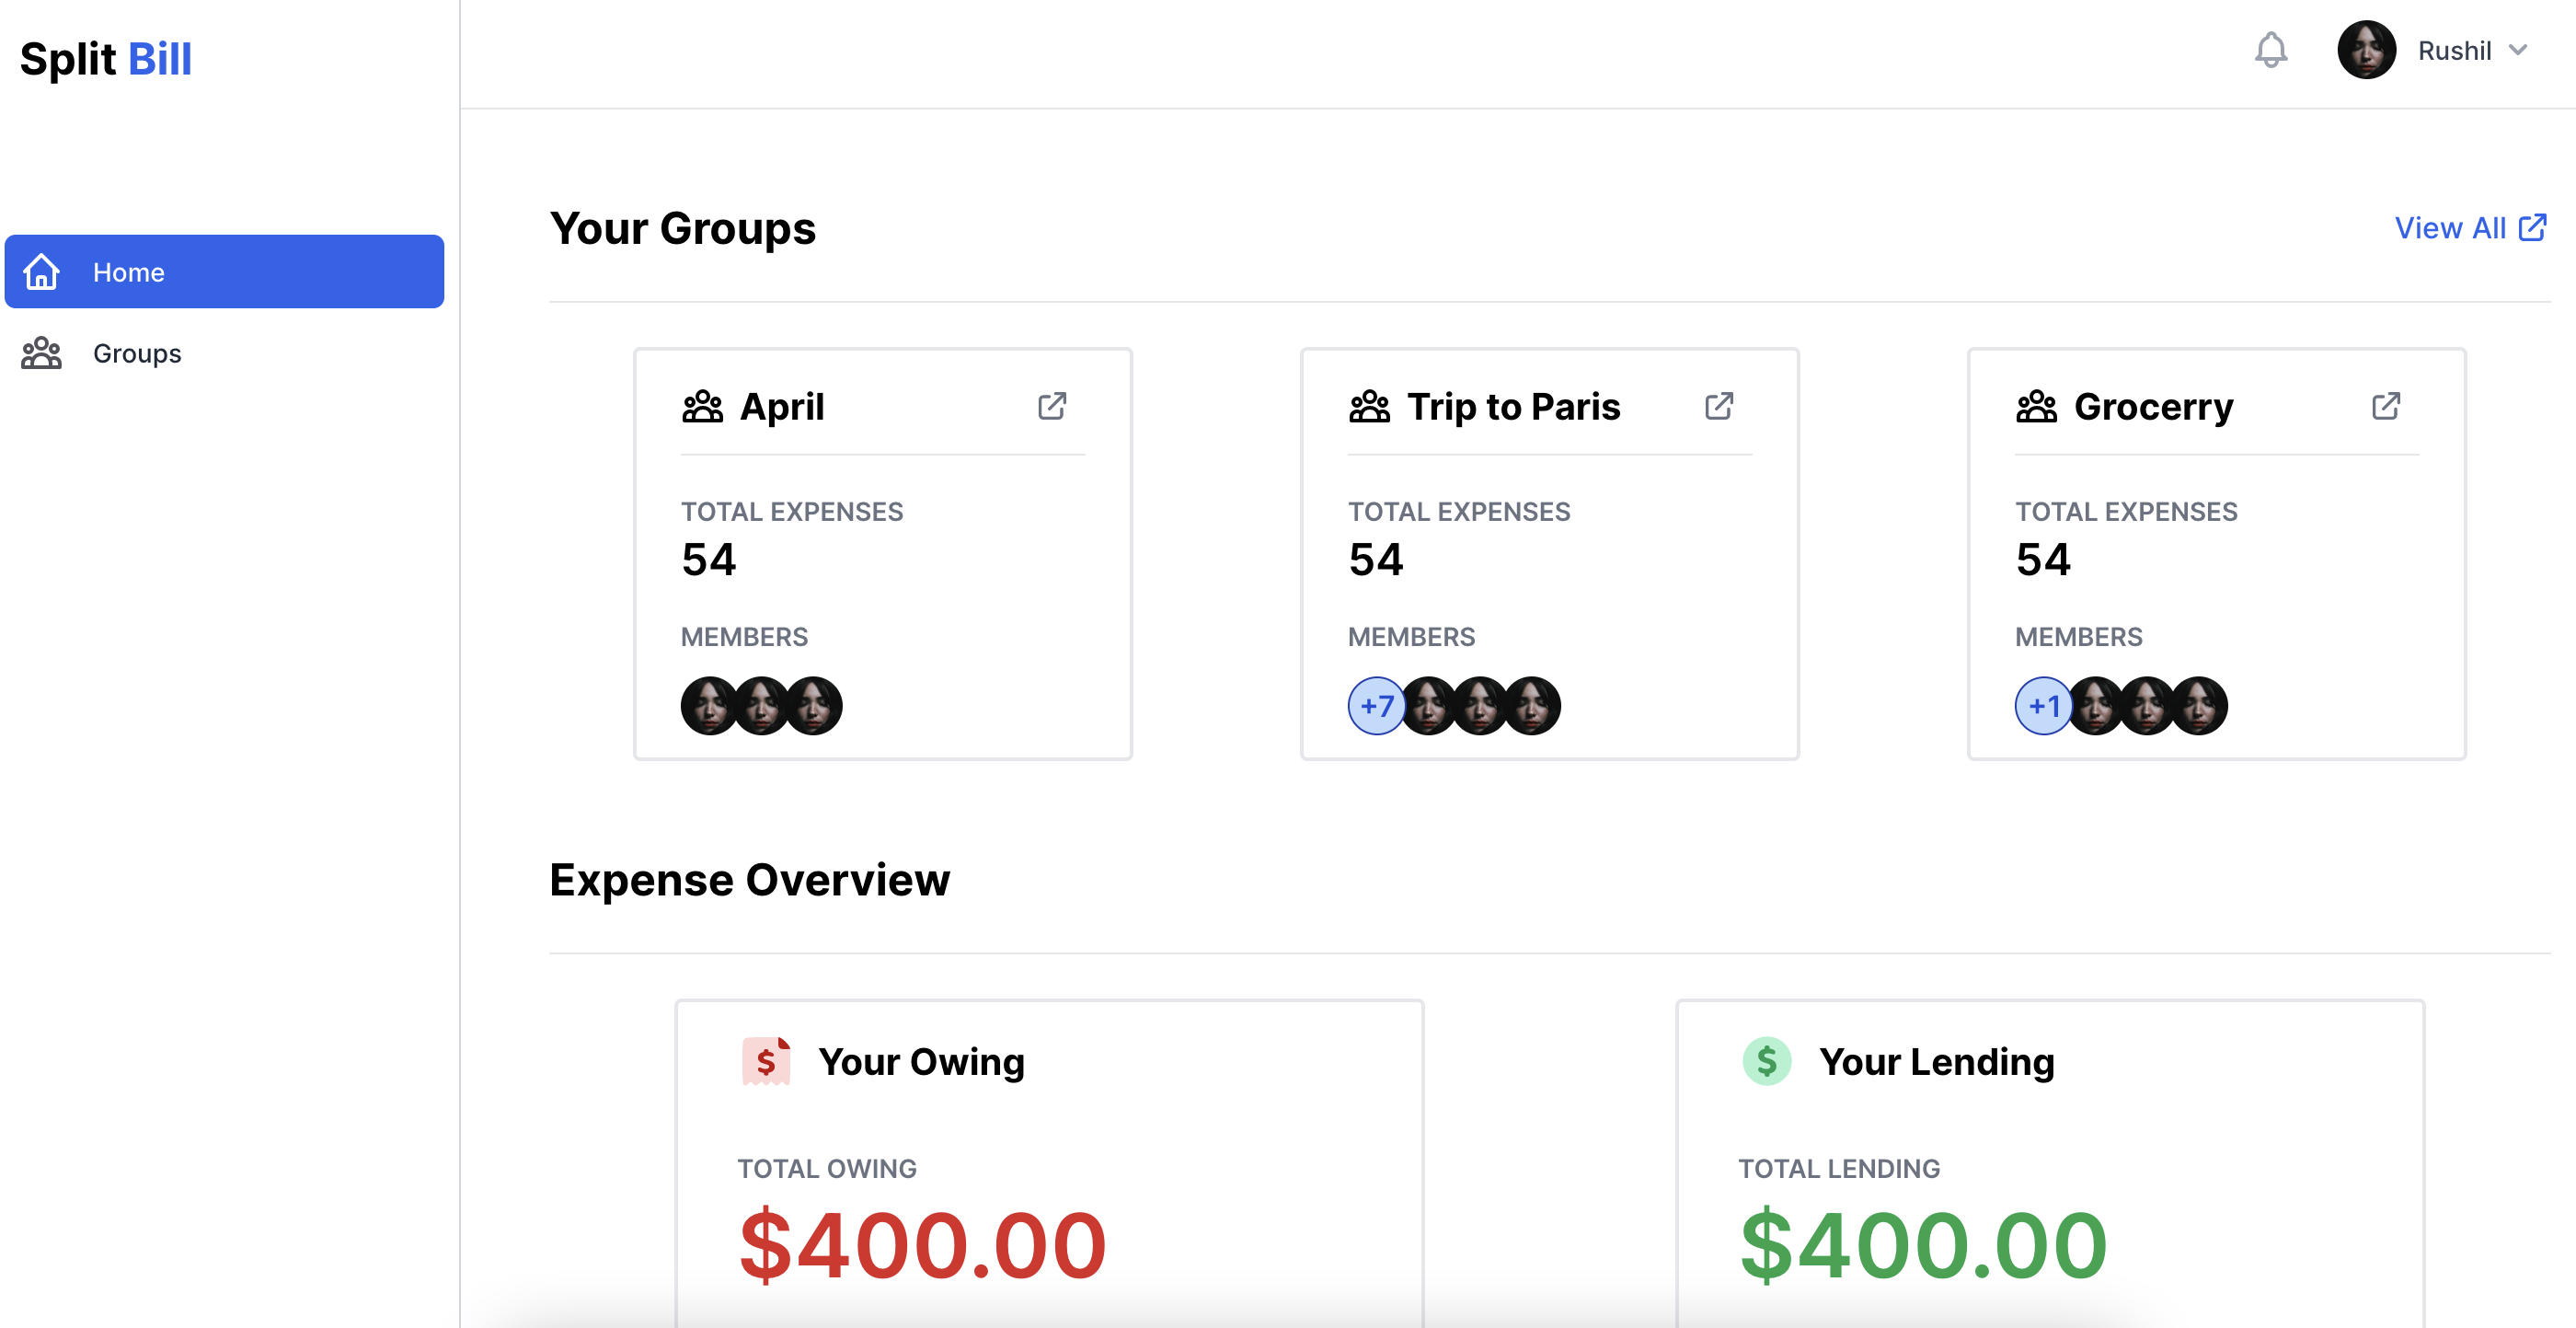 Split Bill
Rushil
Home
Groups
Your Groups
View All
April
TOTAL EXPENSES
54
MEMBERS
Trip to Paris
TOTAL EXPENSES
54
MEMBERS
+7
Grocerry
TOTAL EXPENSES
54
MEMBERS
+1
Expense Overview
$ Your Owing
TOTAL OWING
$400.00
$ Your Lending
TOTAL LENDING
$400.00